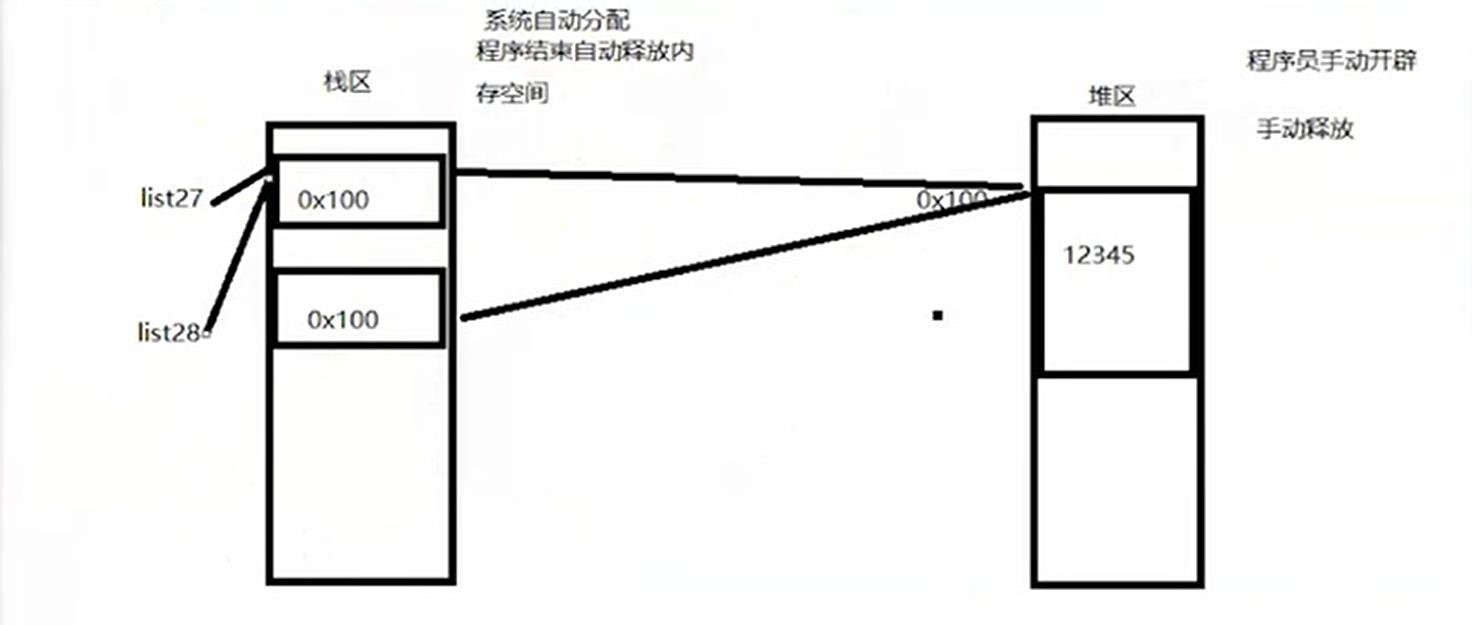 系统自动分配
程序结束自动释放内
存空间
栈区
程序员手动开辟
堆区
手动释放
list27
0x100
0x100
12345
list28
0x100